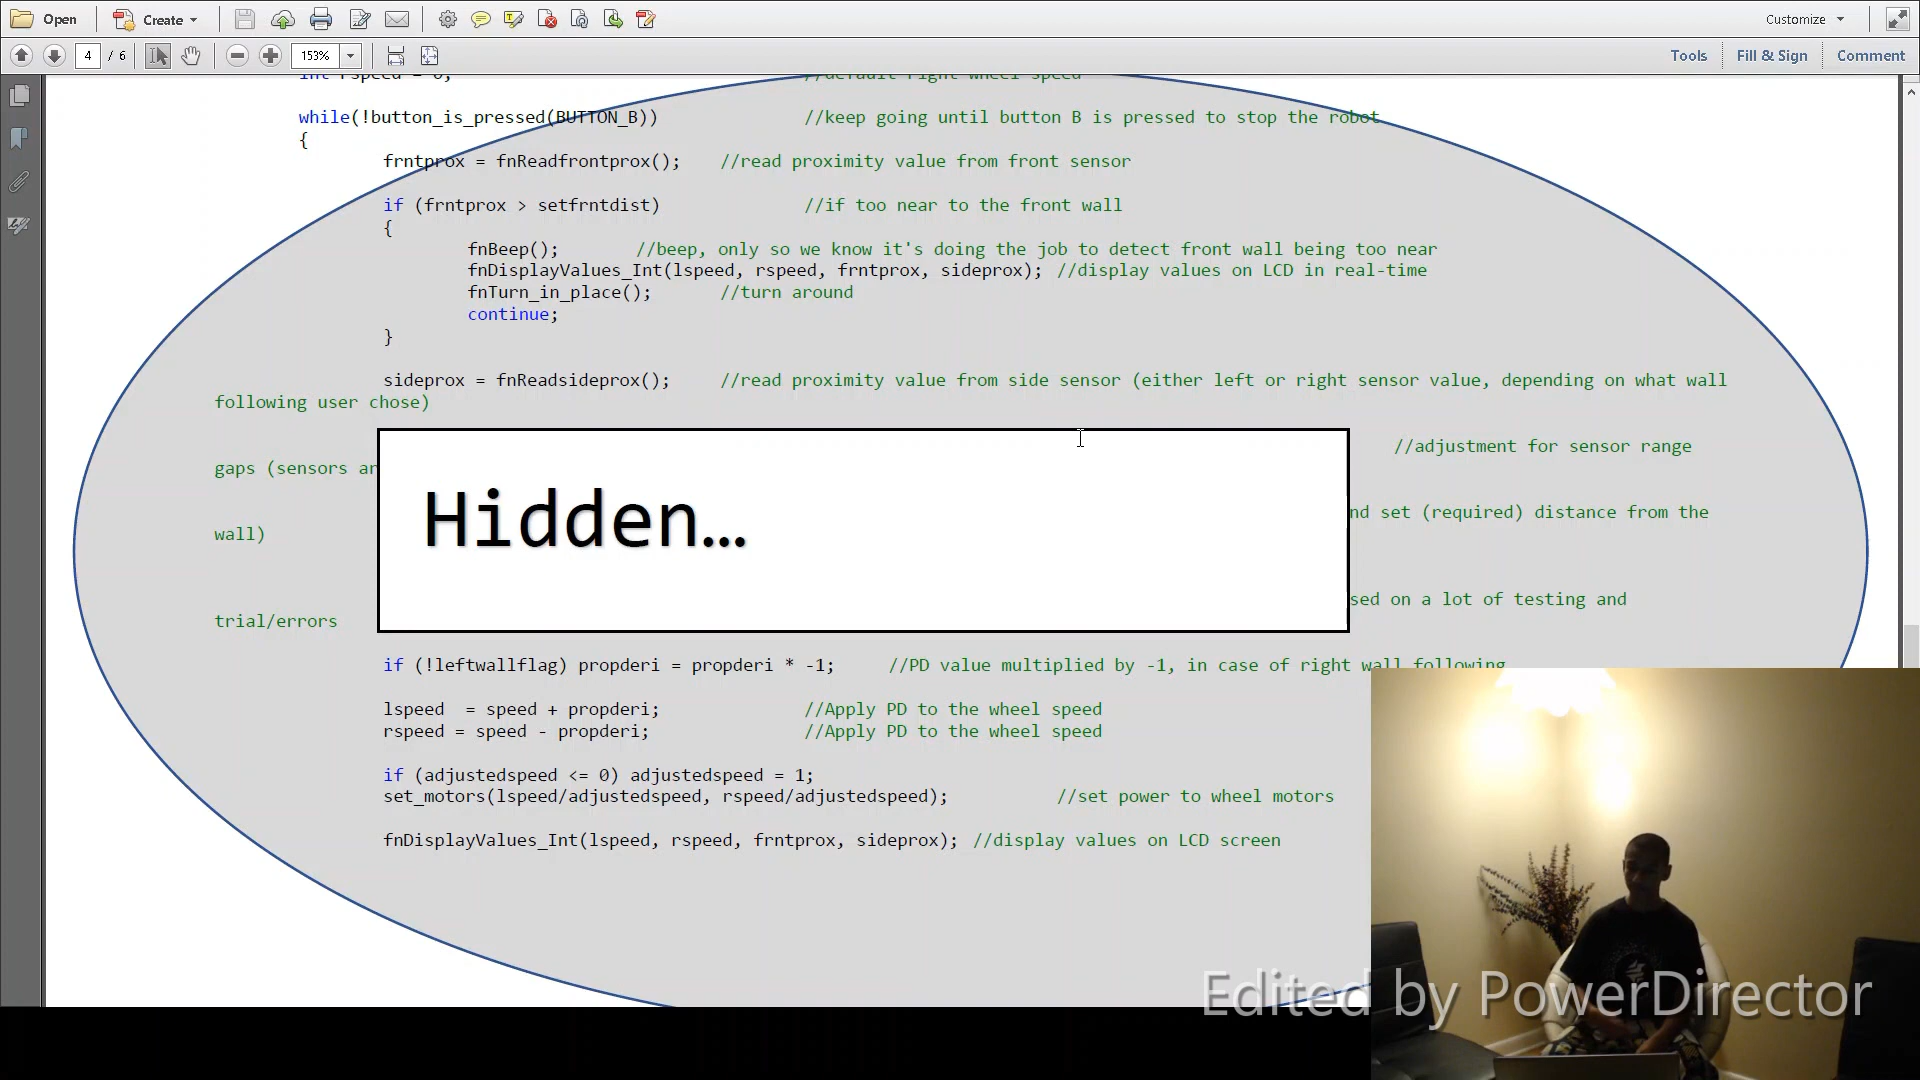 Open Create Customize
4 / 6 153% Tools Fill & Sign Comment
int rspeed = 0; //default right wheel speed
while(!button_is_pressed(BUTTON_B)) //keep going until button B is pressed to stop the robot
{
frntprox = fnReadfrontprox(); //read proximity value from front sensor
if (frntprox > setfrntdist) //if too near to the front wall
{
fnBeep(); //beep, only so we know it's doing the job to detect front wall being too near
fnDisplayValues_Int(lspeed, rspeed, frntprox, sideprox); //display values on LCD in real-time
fnTurn_in_place(); //turn around
continue;
}
sideprox = fnReadsideprox(); //read proximity value from side sensor (either left or right sensor value, depending on what wall
following user chose)
//adjustment for sensor range
gaps (sensors ar
Hidden…
nd set (required) distance from the
wall)
sed on a lot of testing and
trial/errors
if (!leftwallflag) propderi = propderi * -1; //PD value multiplied by -1, in case of right wall following
lspeed = speed + propderi; //Apply PD to the wheel speed
rspeed = speed - propderi; //Apply PD to the wheel speed
if (adjustedspeed <= 0) adjustedspeed = 1;
set_motors(lspeed/adjustedspeed, rspeed/adjustedspeed); //set power to wheel motors
fnDisplayValues_Int(lspeed, rspeed, frntprox, sideprox); //display values on LCD screen
Edited by PowerDirector